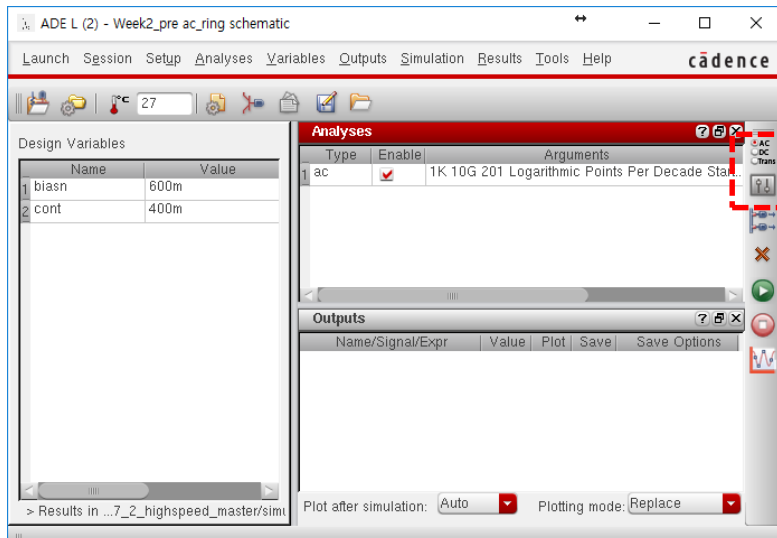 ADE L (2) - Week2_pre ac_ring schematic
Launch Session Setup Analyses Variables Outputs Simulation Results Tools Help cādence
°C 27
Design Variables
Name Value
1 biasn 600m
2 cont 400m
> Results in ...7_2_highspeed_master/simu
Analyses
Type Enable Arguments
1 ac 1K 10G 201 Logarithmic Points Per Decade Start...
Outputs
Name/Signal/Expr Value Plot Save Save Options
Plot after simulation: Auto Plotting mode: Replace
AC
DC
Trans